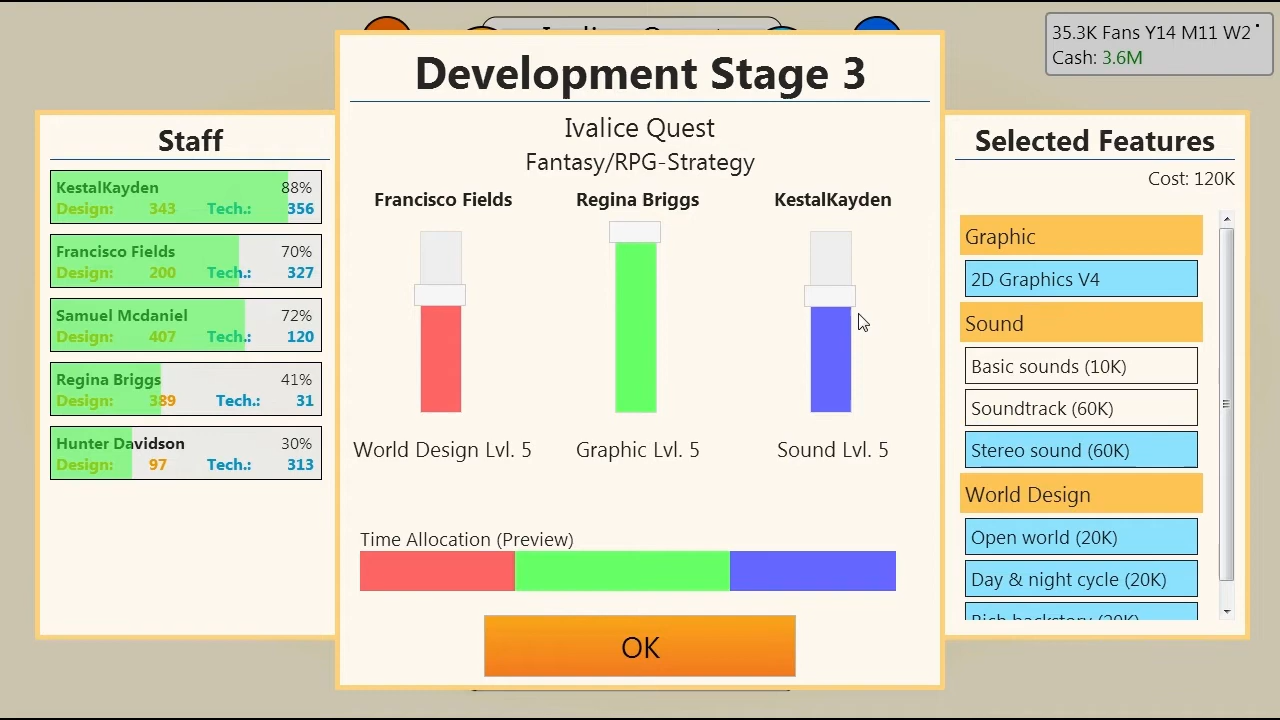 Ivalice Quest
35.3K Fans Y14 M11 W2
Cash: 3.6M
Development Stage 3
Ivalice Quest
Fantasy/RPG-Strategy
Staff
KestalKayden 88%
Design: 343 Tech.: 356
Francisco Fields 70%
Design: 200 Tech.: 327
Samuel Mcdaniel 72%
Design: 407 Tech.: 120
Regina Briggs 41%
Design: 389 Tech.: 31
Hunter Davidson 30%
Design: 97 Tech.: 313
Francisco Fields Regina Briggs KestalKayden
World Design Lvl. 5 Graphic Lvl. 5 Sound Lvl. 5
Time Allocation (Preview)
OK
Selected Features
Cost: 120K
Graphic
2D Graphics V4
Sound
Basic sounds (10K)
Soundtrack (60K)
Stereo sound (60K)
World Design
Open world (20K)
Day & night cycle (20K)
Rich backstory (20K)